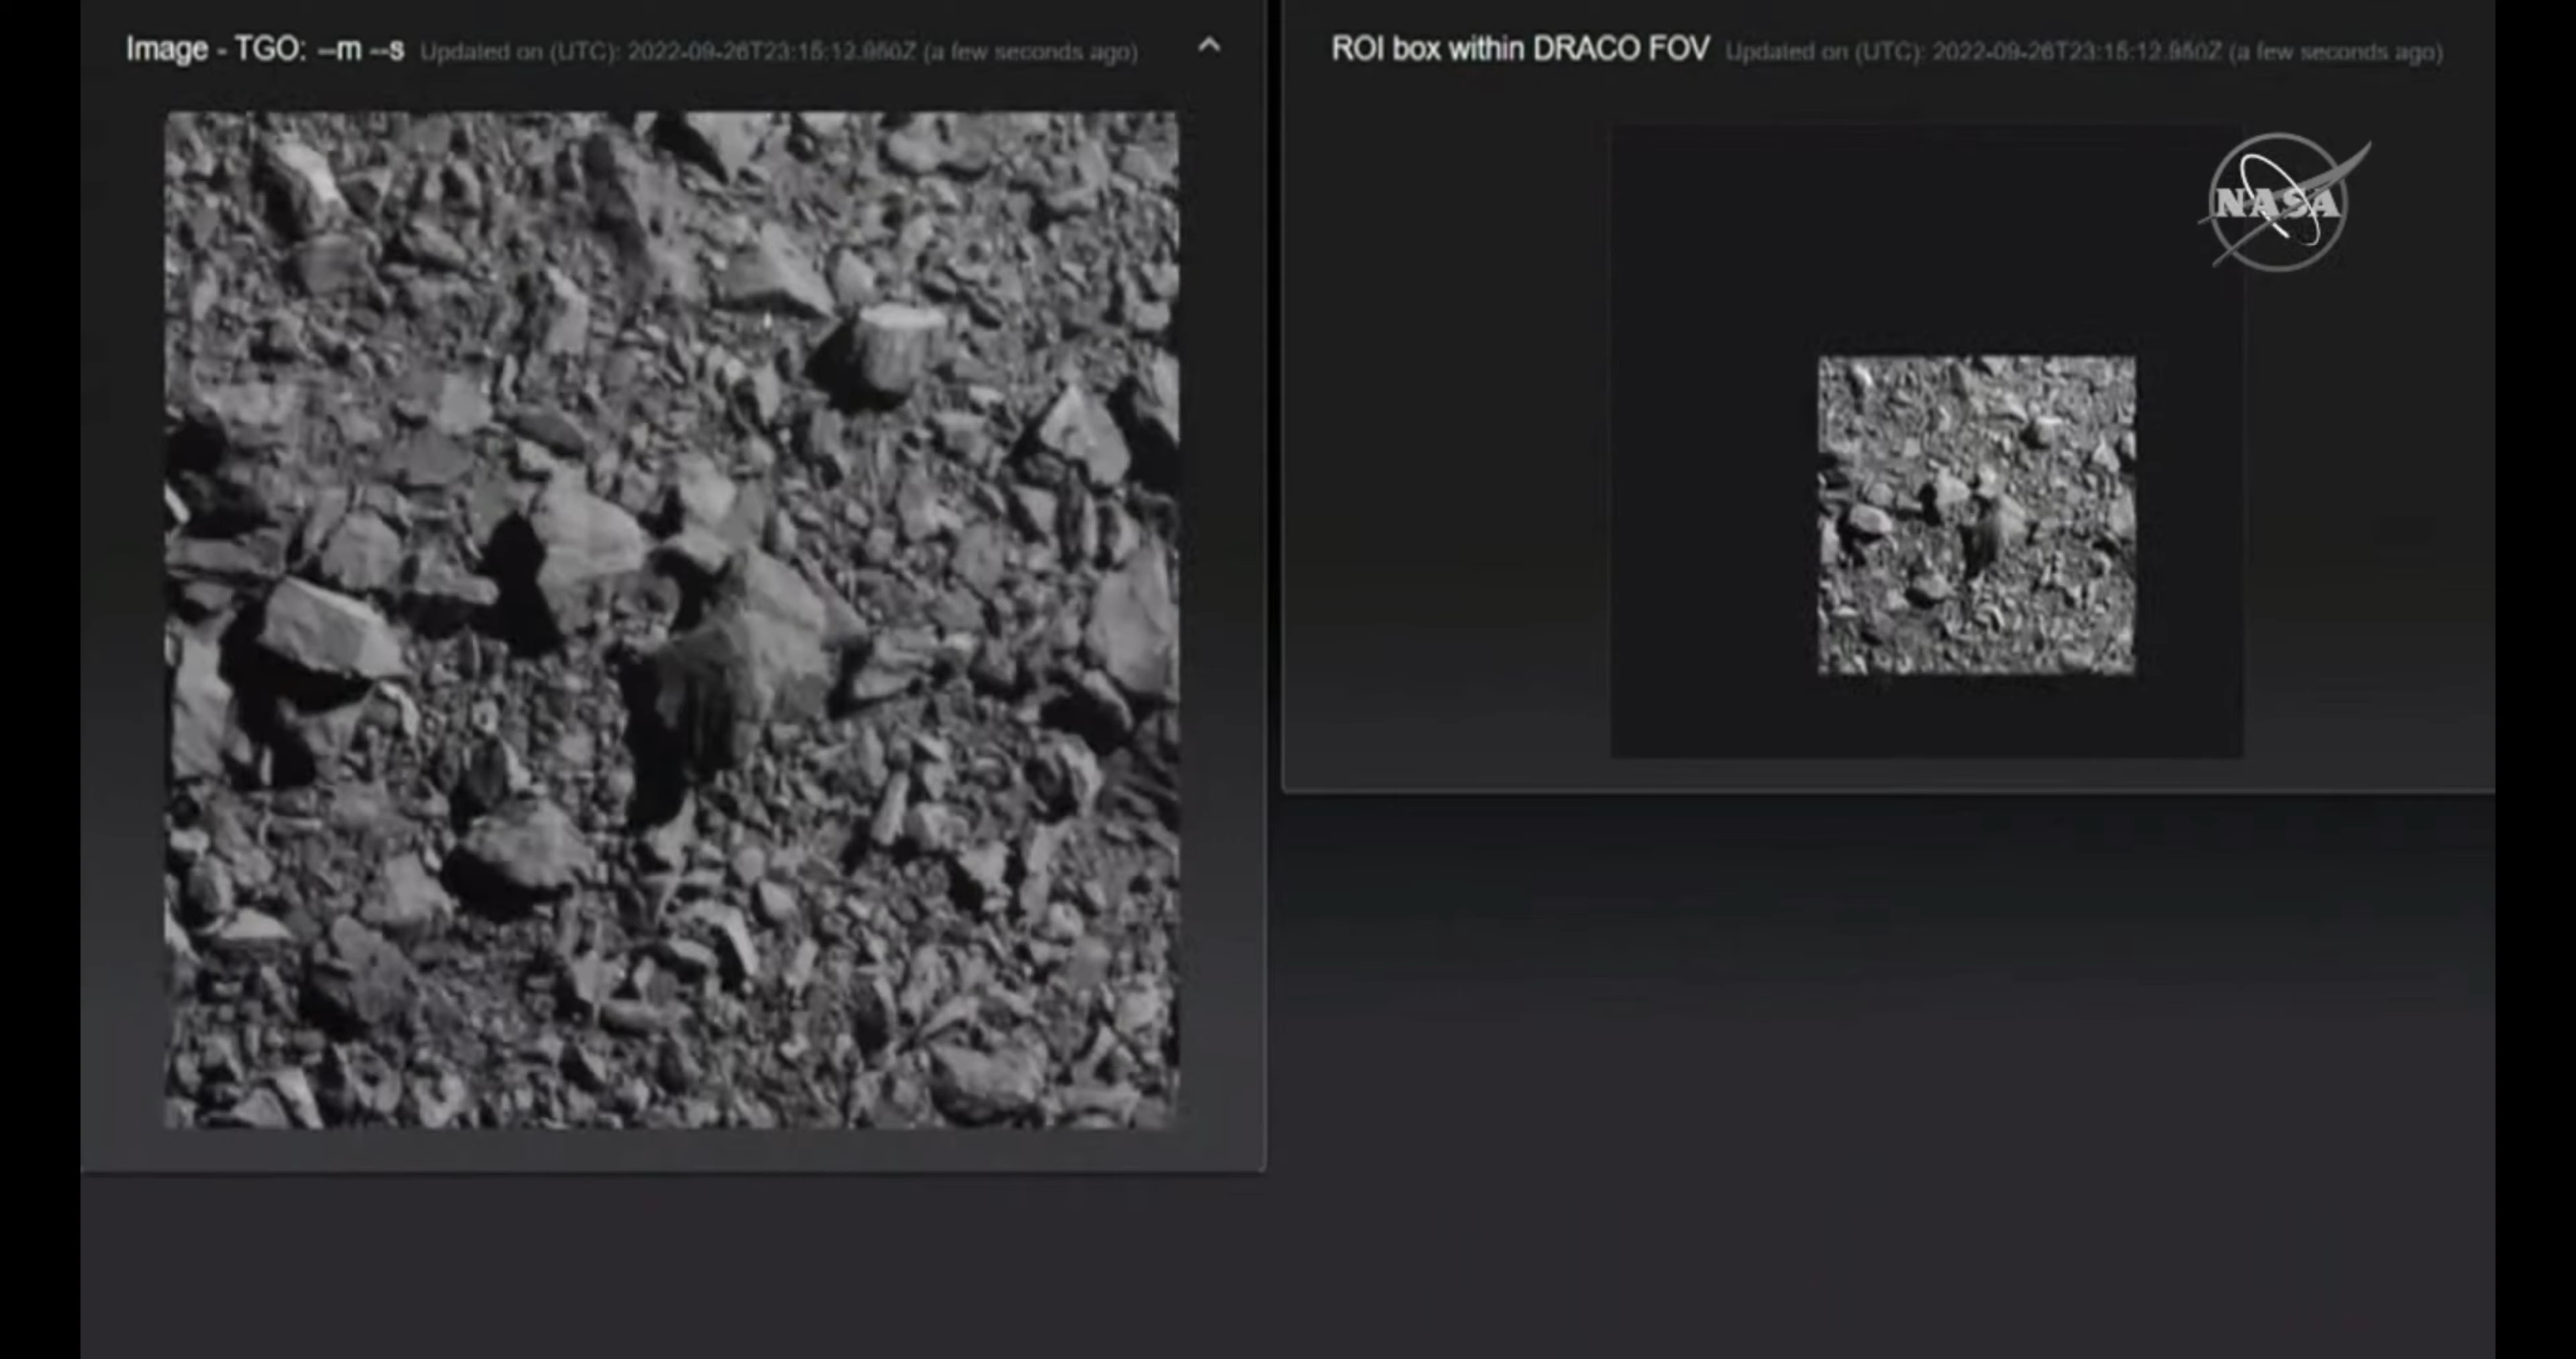 Image - TGO: --m --s Updated on (UTC): 2022-09-26T23:15:12.950Z (a few seconds ago)
ROI box within DRACO FOV Updated on (UTC): 2022-09-26T23:15:12.950Z (a few seconds ago)
NASA